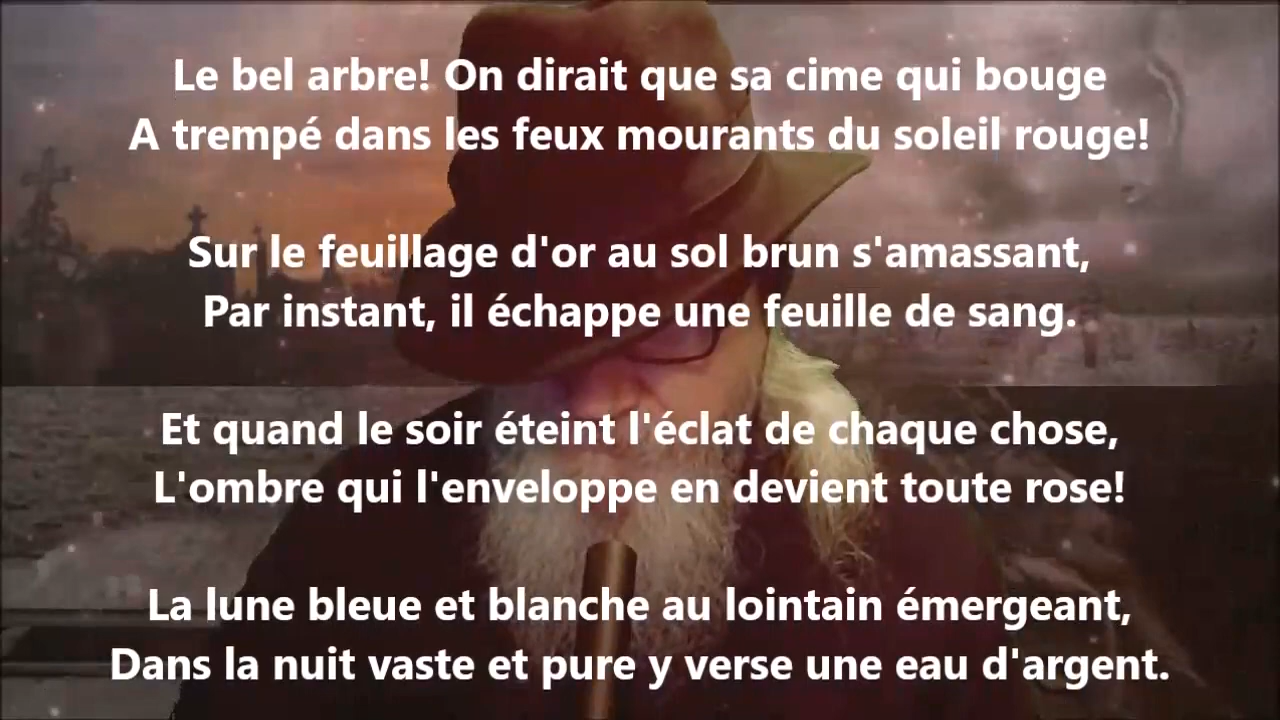 Le bel arbre! On dirait que sa cime qui bouge
A trempé dans les feux mourants du soleil rouge!
Sur le feuillage d'or au sol brun s'amassant,
Par instant, il échappe une feuille de sang.
Et quand le soir éteint l'éclat de chaque chose,
L'ombre qui l'enveloppe en devient toute rose!
La lune bleue et blanche au lointain émergeant,
Dans la nuit vaste et pure y verse une eau d'argent.